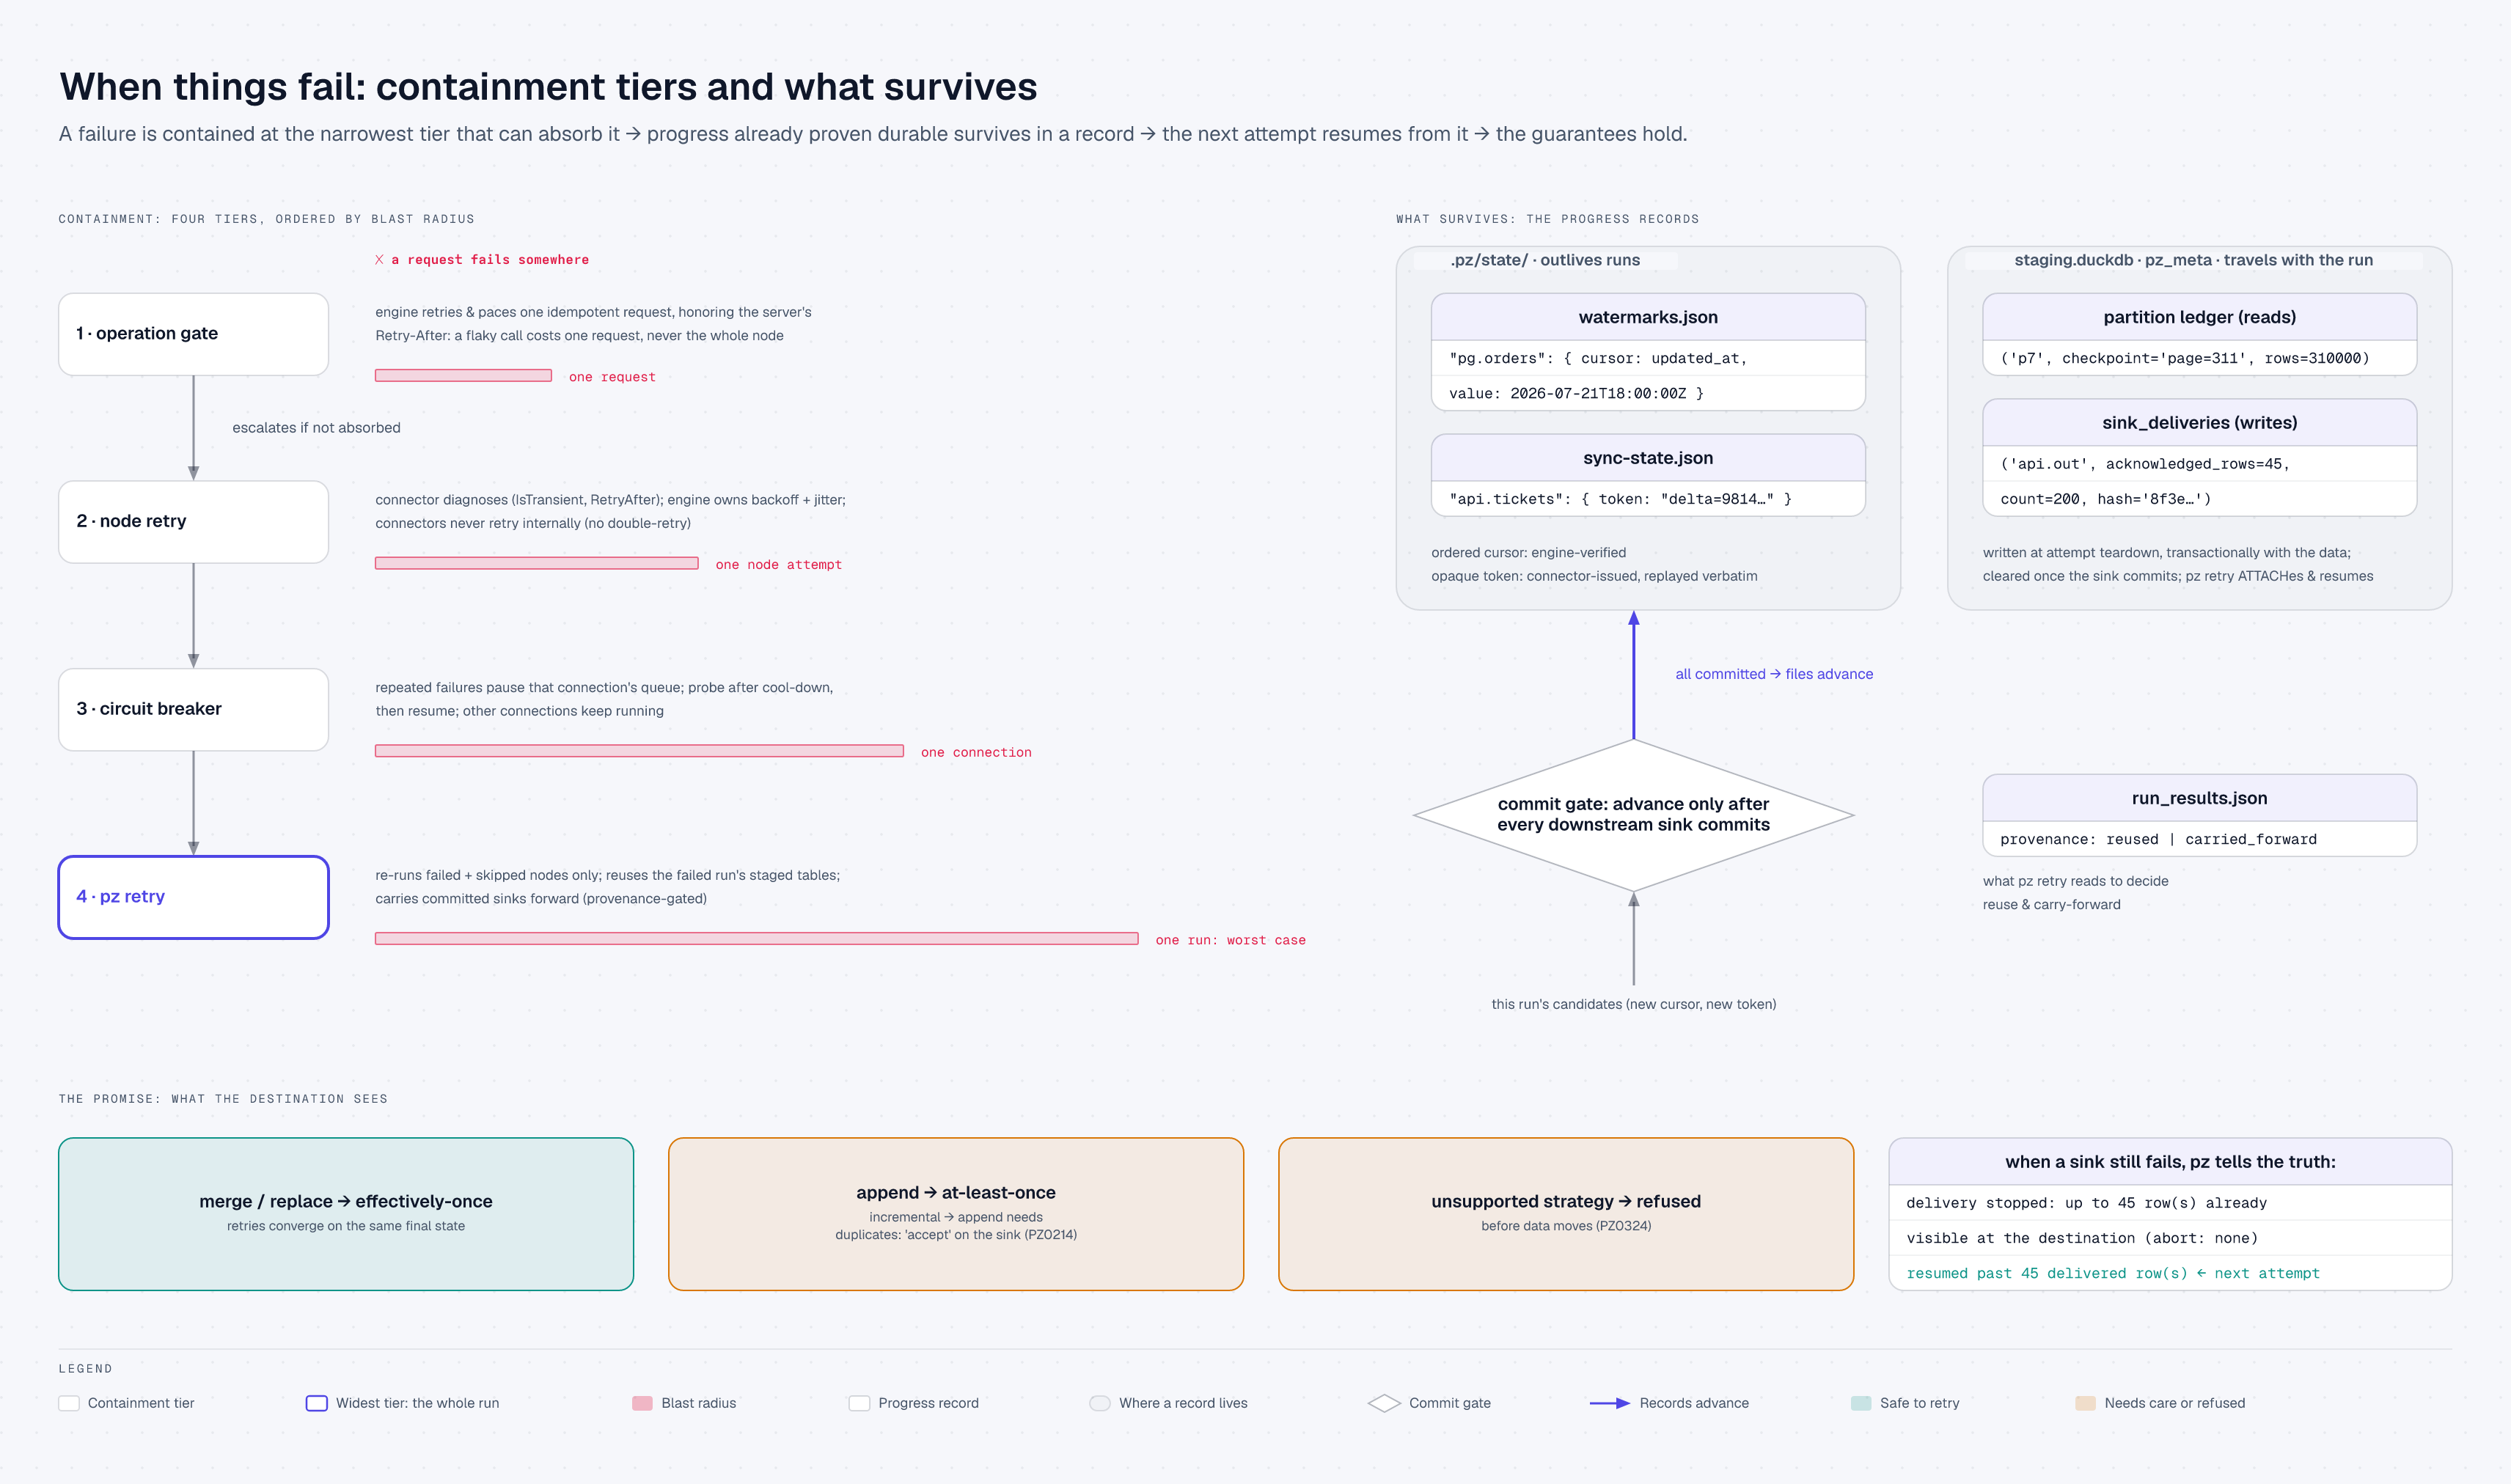 When things fail: containment tiers and what survives
A failure is contained at the narrowest tier that can absorb it → progress already proven durable survives in a record → the next attempt resumes from it → the guarantees hold.
CONTAINMENT: FOUR TIERS, ORDERED BY BLAST RADIUS
X a request fails somewhere
1 · operation gate
engine retries & paces one idempotent request, honoring the server's
Retry-After: a flaky call costs one request, never the whole node
one request
escalates if not absorbed
2 · node retry
connector diagnoses (IsTransient, RetryAfter); engine owns backoff + jitter;
connectors never retry internally (no double-retry)
one node attempt
3 · circuit breaker
repeated failures pause that connection's queue; probe after cool-down,
then resume; other connections keep running
one connection
4 · pz retry
re-runs failed + skipped nodes only; reuses the failed run's staged tables;
carries committed sinks forward (provenance-gated)
one run: worst case
WHAT SURVIVES: THE PROGRESS RECORDS
.pz/state/ · outlives runs
watermarks.json
"pg.orders": { cursor: updated_at,
value: 2026-07-21T18:00:00Z }
sync-state.json
"api.tickets": { token: "delta=9814…" }
ordered cursor: engine-verified
opaque token: connector-issued, replayed verbatim
staging.duckdb · pz_meta · travels with the run
partition ledger (reads)
('p7', checkpoint='page=311', rows=310000)
sink_deliveries (writes)
('api.out', acknowledged_rows=45,
count=200, hash='8f3e…')
written at attempt teardown, transactionally with the data;
cleared once the sink commits; pz retry ATTACHes & resumes
all committed → files advance
commit gate: advance only after
every downstream sink commits
this run's candidates (new cursor, new token)
run_results.json
provenance: reused | carried_forward
what pz retry reads to decide
reuse & carry-forward
THE PROMISE: WHAT THE DESTINATION SEES
merge / replace → effectively-once
retries converge on the same final state
append → at-least-once
incremental → append needs
duplicates: 'accept' on the sink (PZ0214)
unsupported strategy → refused
before data moves (PZ0324)
when a sink still fails, pz tells the truth:
delivery stopped: up to 45 row(s) already
visible at the destination (abort: none)
resumed past 45 delivered row(s) ← next attempt
LEGEND
Containment tier
Widest tier: the whole run
Blast radius
Progress record
Where a record lives
Commit gate
Records advance
Safe to retry
Needs care or refused